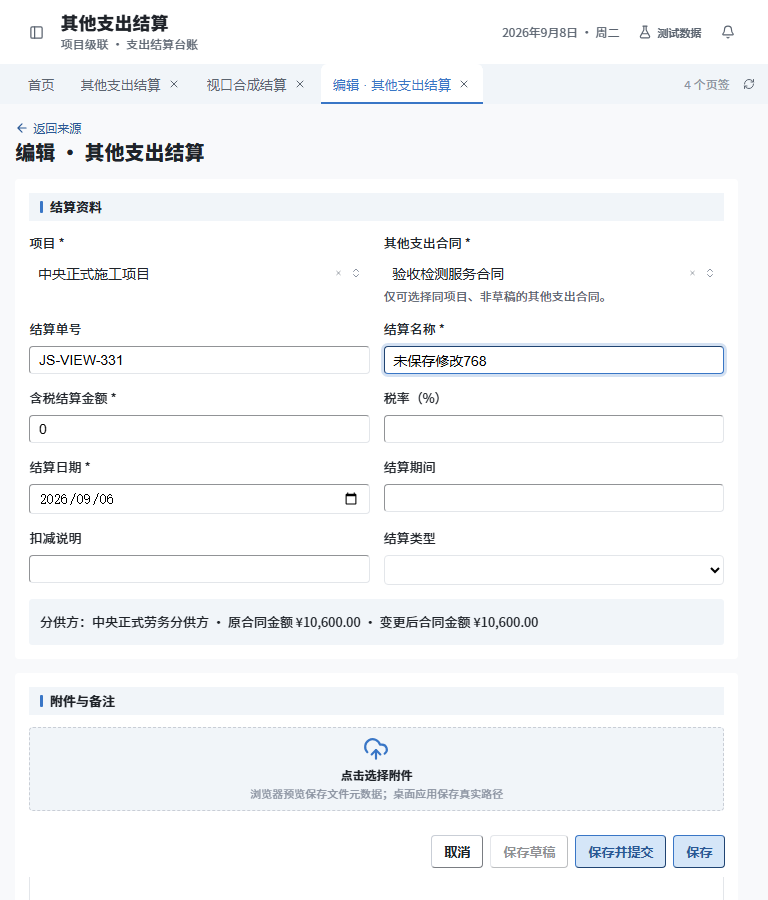 其他支出结算
项目级联 • 支出结算台账
2026年9月8日 • 周二
测试数据
首页
其他支出结算 ×
视口合成结算 ×
编辑 · 其他支出结算 ×
4 个页签
← 返回来源
编辑 • 其他支出结算
结算资料
项目 *
其他支出合同 *
中央正式施工项目 ×
验收检测服务合同 ×
仅可选择同项目、非草稿的其他支出合同。
结算单号
结算名称 *
JS-VIEW-331
未保存修改768
含税结算金额 *
税率（%）
0
结算日期 *
结算期间
2026/09/06
扣减说明
结算类型
分供方：中央正式劳务分供方 • 原合同金额 ¥10,600.00 • 变更后合同金额 ¥10,600.00
附件与备注
点击选择附件
浏览器预览保存文件元数据；桌面应用保存真实路径
取消
保存草稿
保存并提交
保存